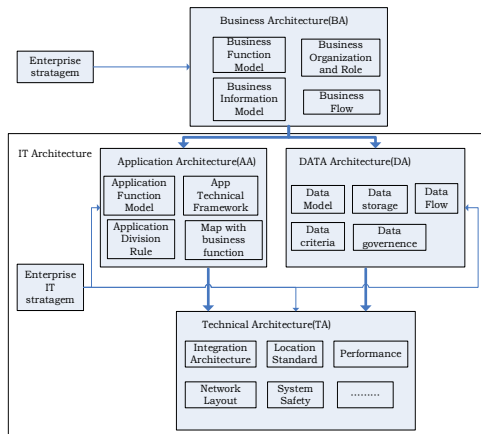 Business Architecture(BA)
Business
Function
Model
Business
Organization
and Role
Enterprise
stratagem
Business
Information
Model
Business
Flow
IT Architecture
Application Architecture(AA)
DATA Architecture(DA)
Application
Function
Model
App
Technical
Framework
Data
Model
Data
storage
Data
Flow
Application
Division
Rule
Map with
business
function
Data
criteria
Data
governence
Enterprise
IT
stratagem
Technical Architecture(TA)
Integration
Architecture
Location
Standard
Performance
Network
Layout
System
Safety
.........